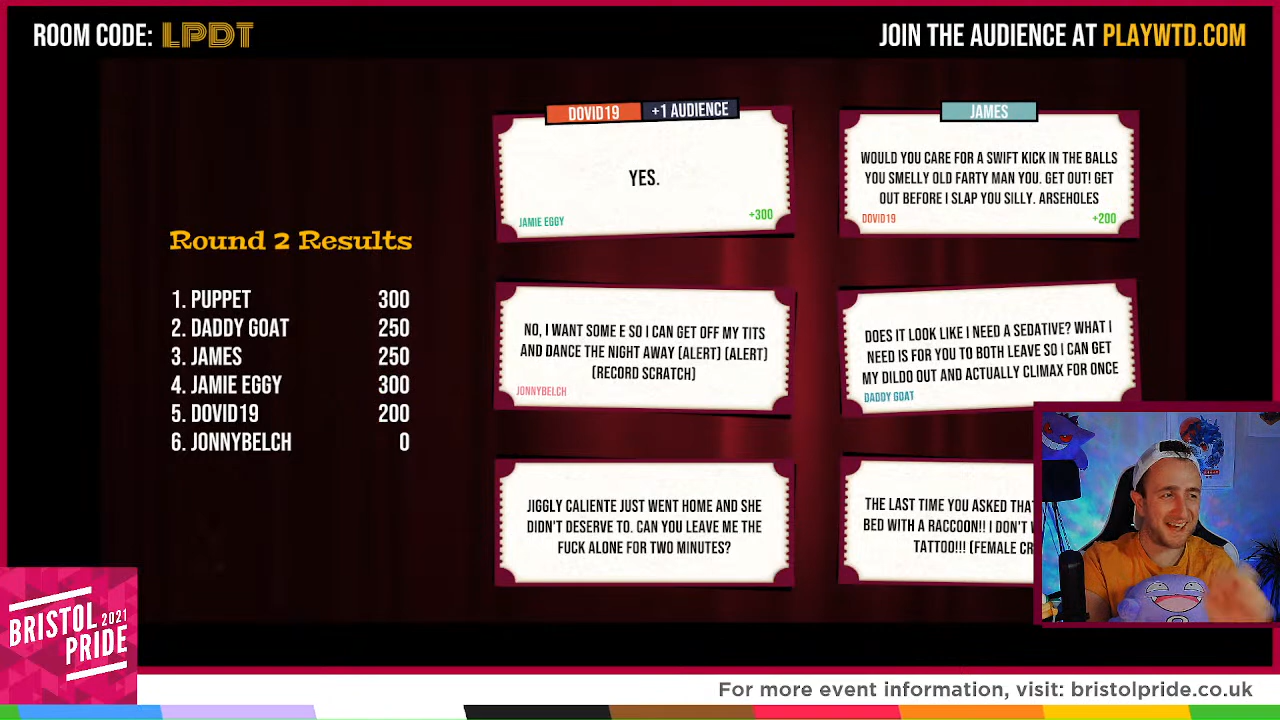 ROOM CODE: LPDT
JOIN THE AUDIENCE AT PLAYWTD.COM
Round 2 Results
1. PUPPET 300
2. DADDY GOAT 250
3. JAMES 250
4. JAMIE EGGY 300
5. DOVID19 200
6. JONNYBELCH 0
DOVID19 +1 AUDIENCE
YES.
JAMIE EGGY +300
JAMES
WOULD YOU CARE FOR A SWIFT KICK IN THE BALLS
YOU SMELLY OLD FARTY MAN YOU. GET OUT! GET
OUT BEFORE I SLAP YOU SILLY. ARSEHOLES
DOVID19 +200
NO, I WANT SOME E SO I CAN GET OFF MY TITS
AND DANCE THE NIGHT AWAY (ALERT) (ALERT)
(RECORD SCRATCH)
JONNYBELCH
DOES IT LOOK LIKE I NEED A SEDATIVE? WHAT I
NEED IS FOR YOU TO BOTH LEAVE SO I CAN GET
MY DILDO OUT AND ACTUALLY CLIMAX FOR ONCE
DADDY GOAT
JIGGLY CALIENTE JUST WENT HOME AND SHE
DIDN'T DESERVE TO. CAN YOU LEAVE ME THE
FUCK ALONE FOR TWO MINUTES?
THE LAST TIME YOU ASKED
BED WITH A RACCOON!! I DON'T
TATTOO!!! (FEMALE
BRISTOL
2021
PRIDE
For more event information, visit: bristolpride.co.uk